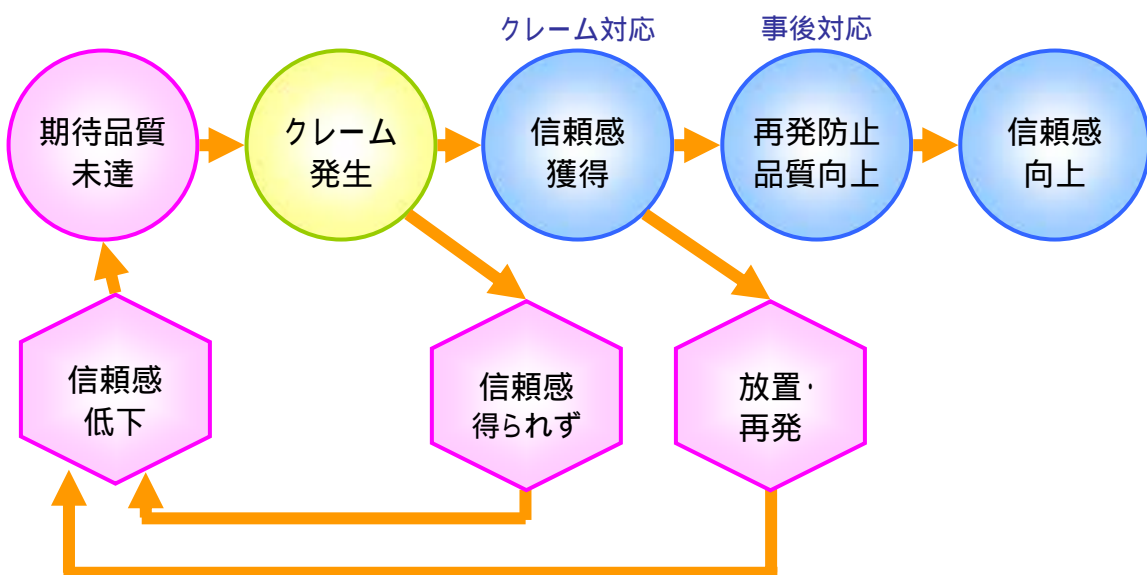 クレーム対応
事後対応
期待品質
未達
クレーム
発生
信頼感
獲得
再発防止
品質向上
信頼感
向上
信頼感
低下
信頼感
得られず
放置・
再発